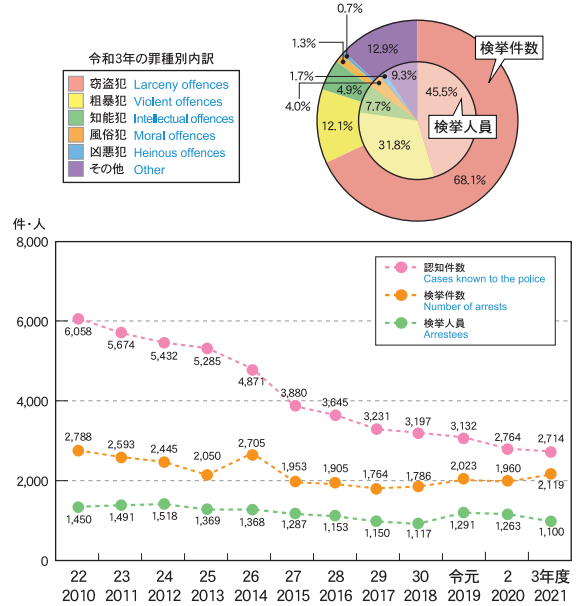 令和3年の罪種別内訳
窃盗犯 Larceny offences
粗暴犯 Violent offences
知能犯 Intellectual offences
風俗犯 Moral offences
凶悪犯 Heinous offences
その他 Other
0.7%
1.3%
12.9%
検挙件数
1.7%
9.3%
4.9%
45.5%
4.0%
7.7%
検挙人員
12.1%
31.8%
68.1%
件・人
8,000
6,000
4,000
2,000
0
認知件数
Cases known to the police
検挙件数
Number of arrests
検挙人員
Arrestees
6,058 5,674 5,432 5,285 4,871 3,880 3,645 3,231 3,197 3,132 2,764 2,714
2,788 2,593 2,445 2,050 2,705 1,953 1,905 1,764 1,786 2,023 1,960 2,119
1,450 1,491 1,518 1,369 1,368 1,287 1,153 1,150 1,117 1,291 1,263 1,100
22 23 24 25 26 27 28 29 30 令元 2 3年度
2010 2011 2012 2013 2014 2015 2016 2017 2018 2019 2020 2021